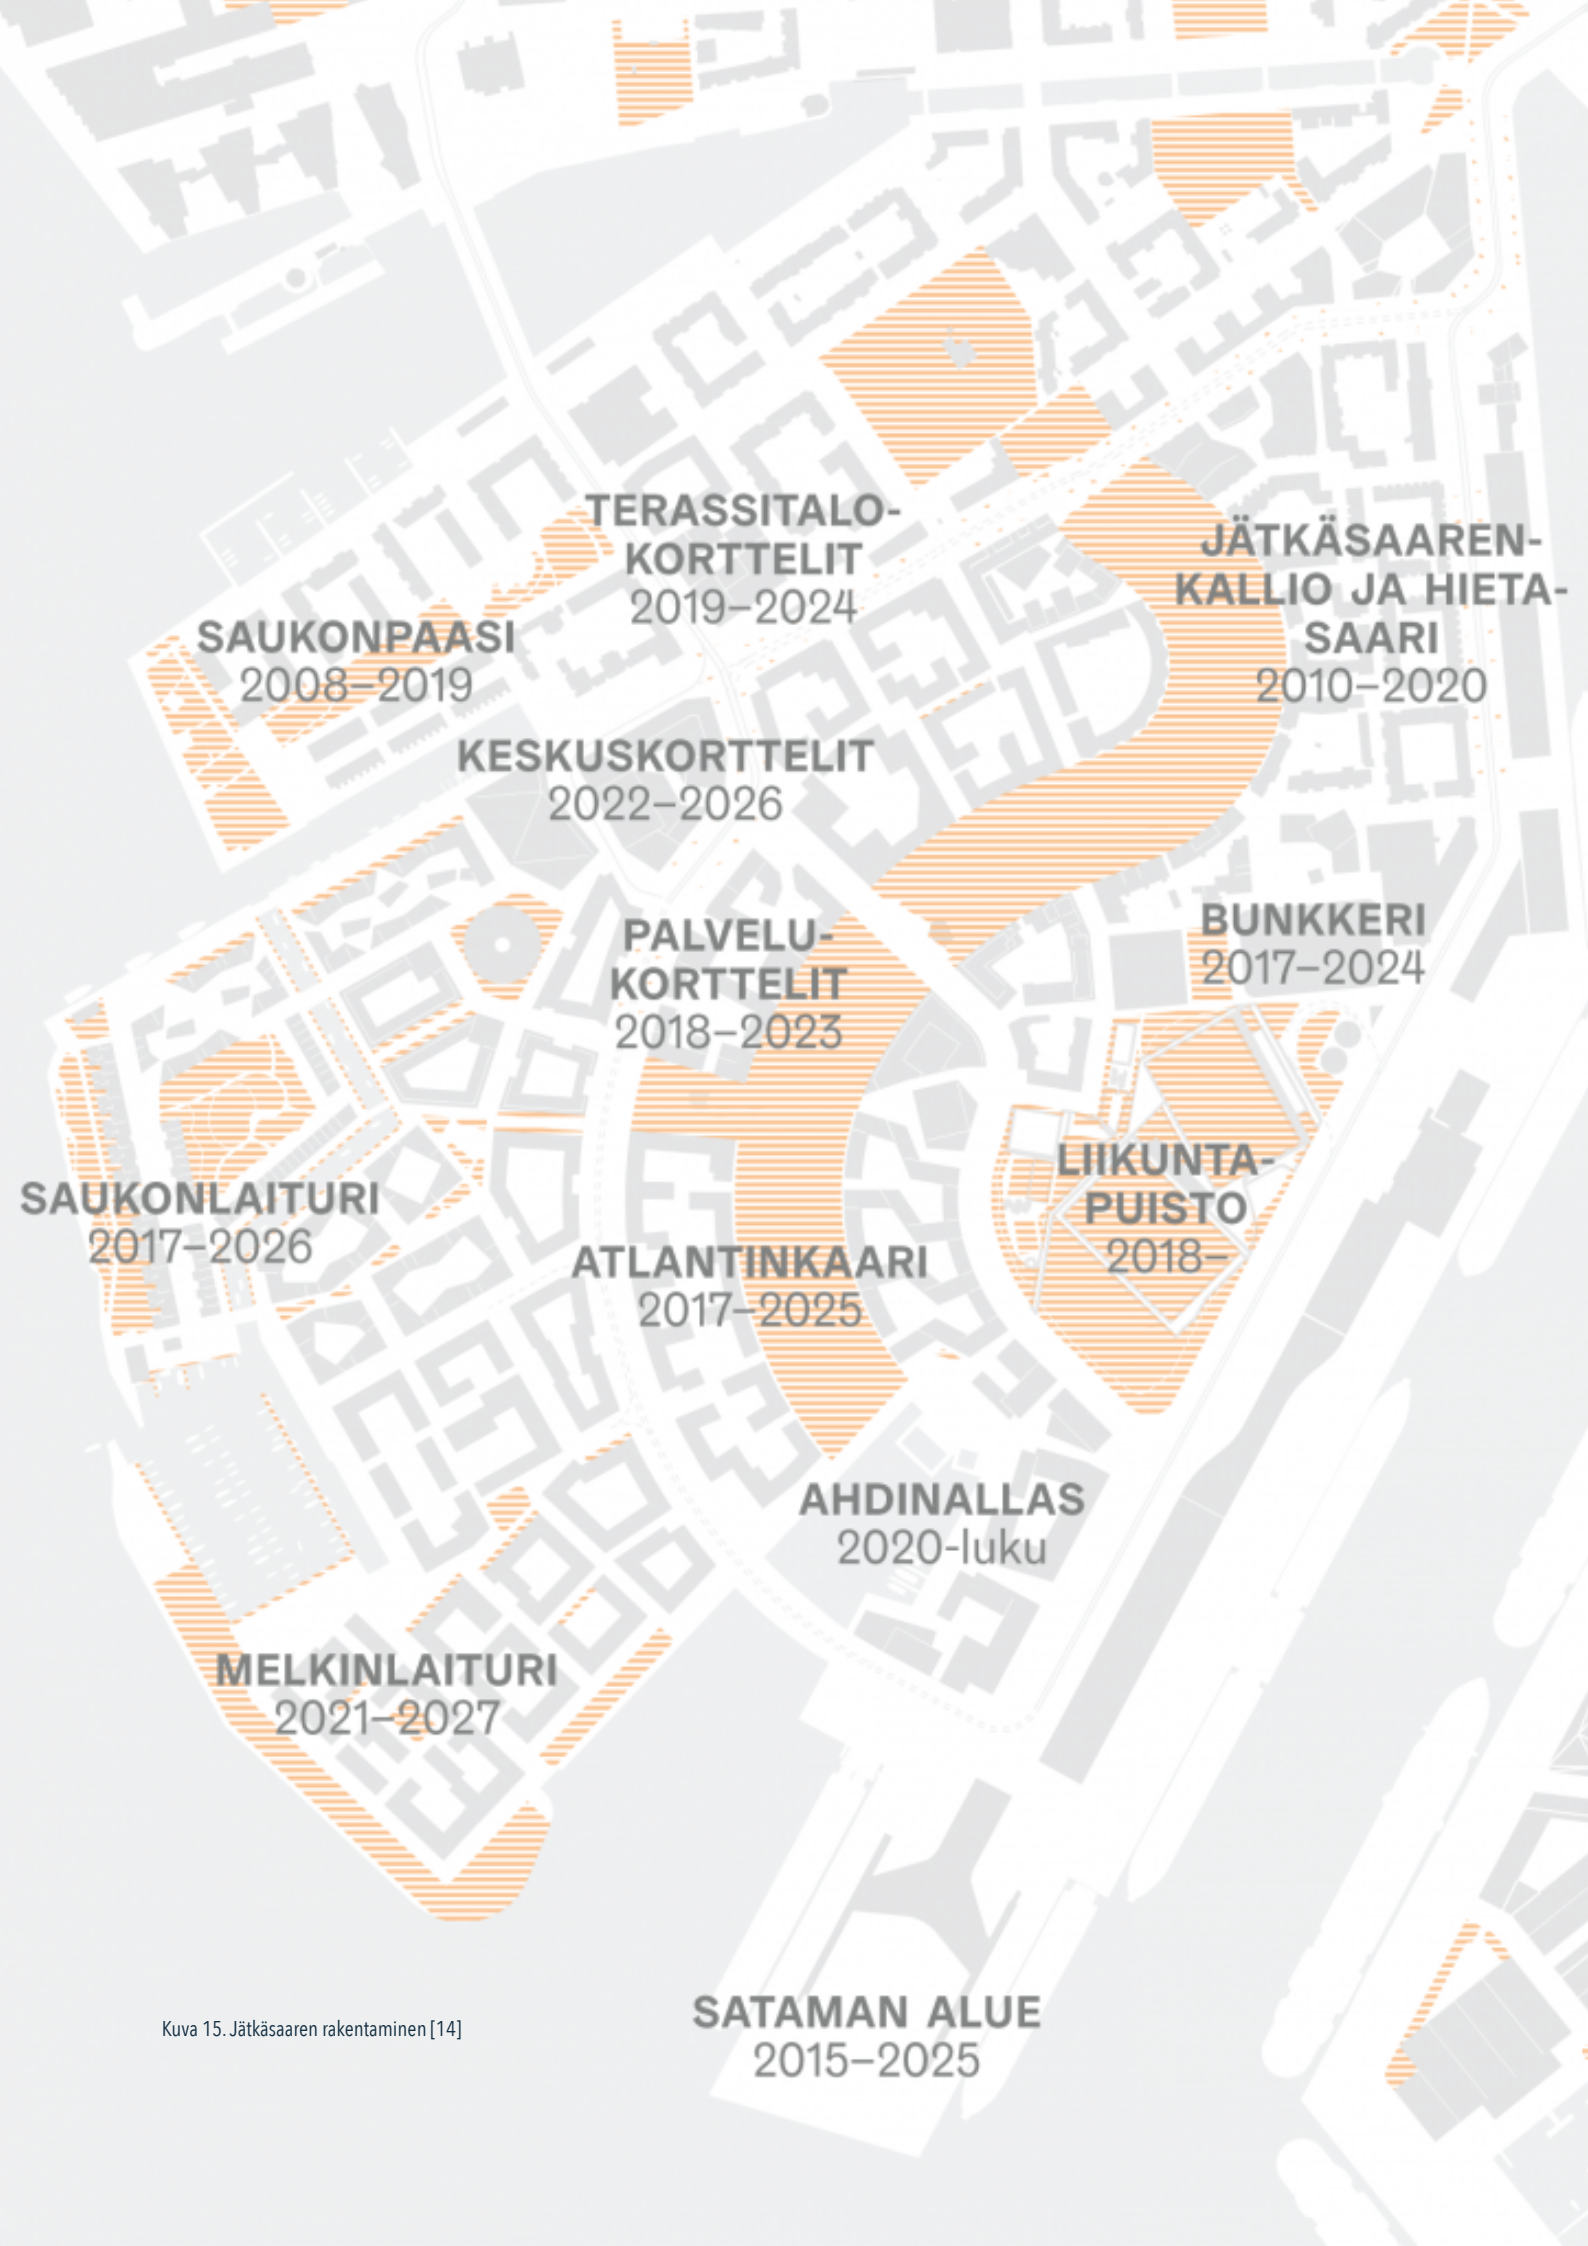 TERASSITALO-
KORTTELIT
2019–2024
JÄTKÄSAAREN-
KALLIO JA HIETA-
SAARI
2010–2020
SAUKONPAASI
2008–2019
KESKUSKORTTELIT
2022–2026
PALVELU-
KORTTELIT
2018–2023
BUNKKERI
2017–2024
LIIKUNTA-
PUISTO
2018–
SAUKONLAITURI
2017–2026
ATLANTINKAARI
2017–2025
AHDINALLAS
2020-luku
MELKINLAITURI
2021–2027
SATAMAN ALUE
2015–2025
Kuva 15. Jätkäsaaren rakentaminen [14]